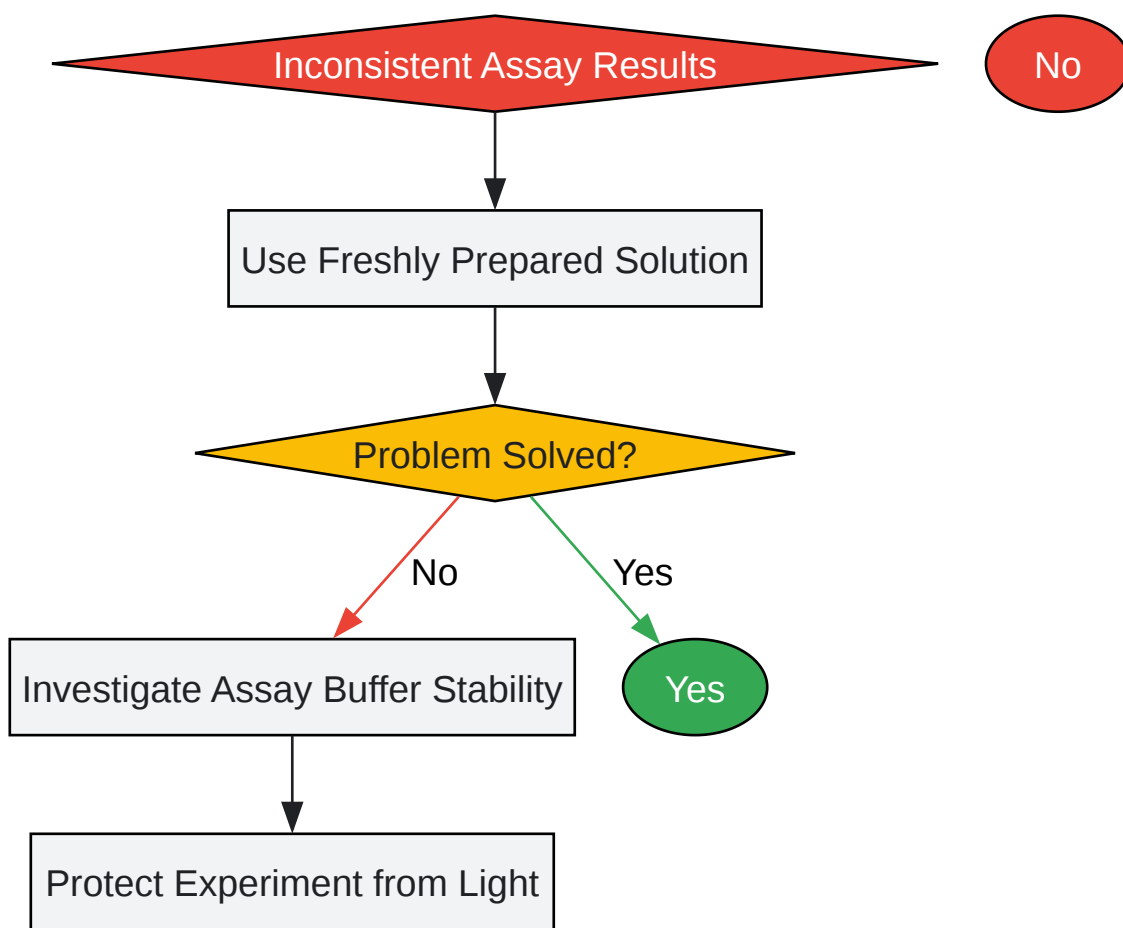 Inconsistent Assay Results
No
Use Freshly Prepared Solution
Problem Solved?
No
Yes
Investigate Assay Buffer Stability
Yes
Protect Experiment from Light